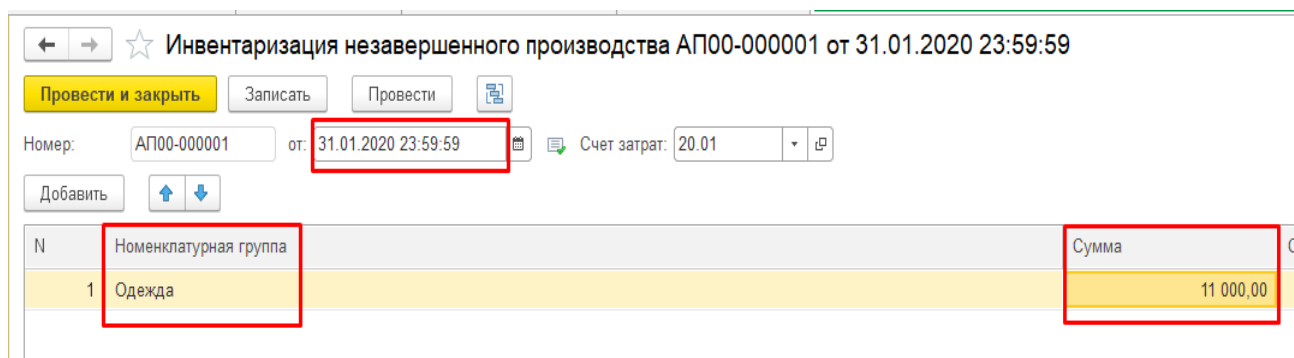 Инвентаризация незавершенного производства АП00-000001 от 31.01.2020 23:59:59
Провести и закрыть Записать Провести
Номер: АП00-000001 от: 31.01.2020 23:59:59 Счет затрат: 20.01
Добавить
N Номенклатурная группа Сумма
1 Одежда 11 000,00